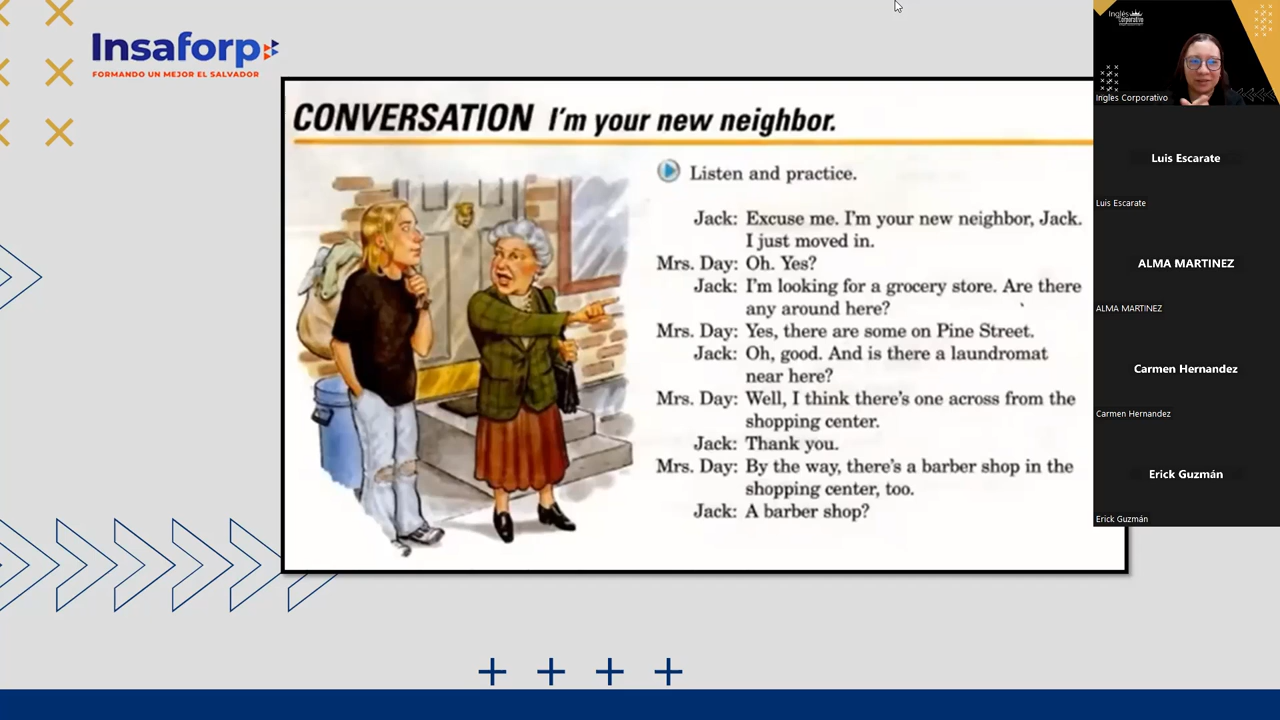 Insaforp
FORMANDO UN MEJOR EL SALVADOR
CONVERSATION I'm your new neighbor.
Listen and practice.
Jack: Excuse me. I'm your new neighbor, Jack.
I just moved in.
Mrs. Day: Oh. Yes?
Jack: I'm looking for a grocery store. Are there
any around here?
Mrs. Day: Yes, there are some on Pine Street.
Jack: Oh, good. And is there a laundromat
near here?
Mrs. Day: Well, I think there's one across from the
shopping center.
Jack: Thank you.
Mrs. Day: By the way, there's a barber shop in the
shopping center, too.
Jack: A barber shop?
Inglés
Corporativo
Ingles Corporativo
Luis Escarate
Luis Escarate
ALMA MARTINEZ
ALMA MARTINEZ
Carmen Hernandez
Carmen Hernandez
Erick Guzmán
Erick Guzmán